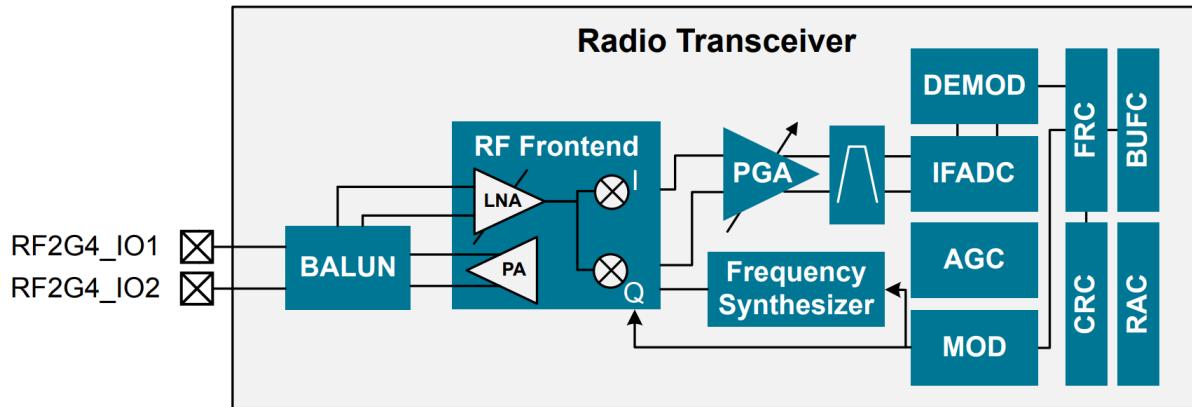 Radio Transceiver
RF2G4_IO1
RF2G4_IO2
BALUN
RF Frontend
LNA
PA
I
Q
PGA
Frequency
Synthesizer
DEMOD
IFADC
AGC
MOD
FRC
BUFC
CRC
RAC